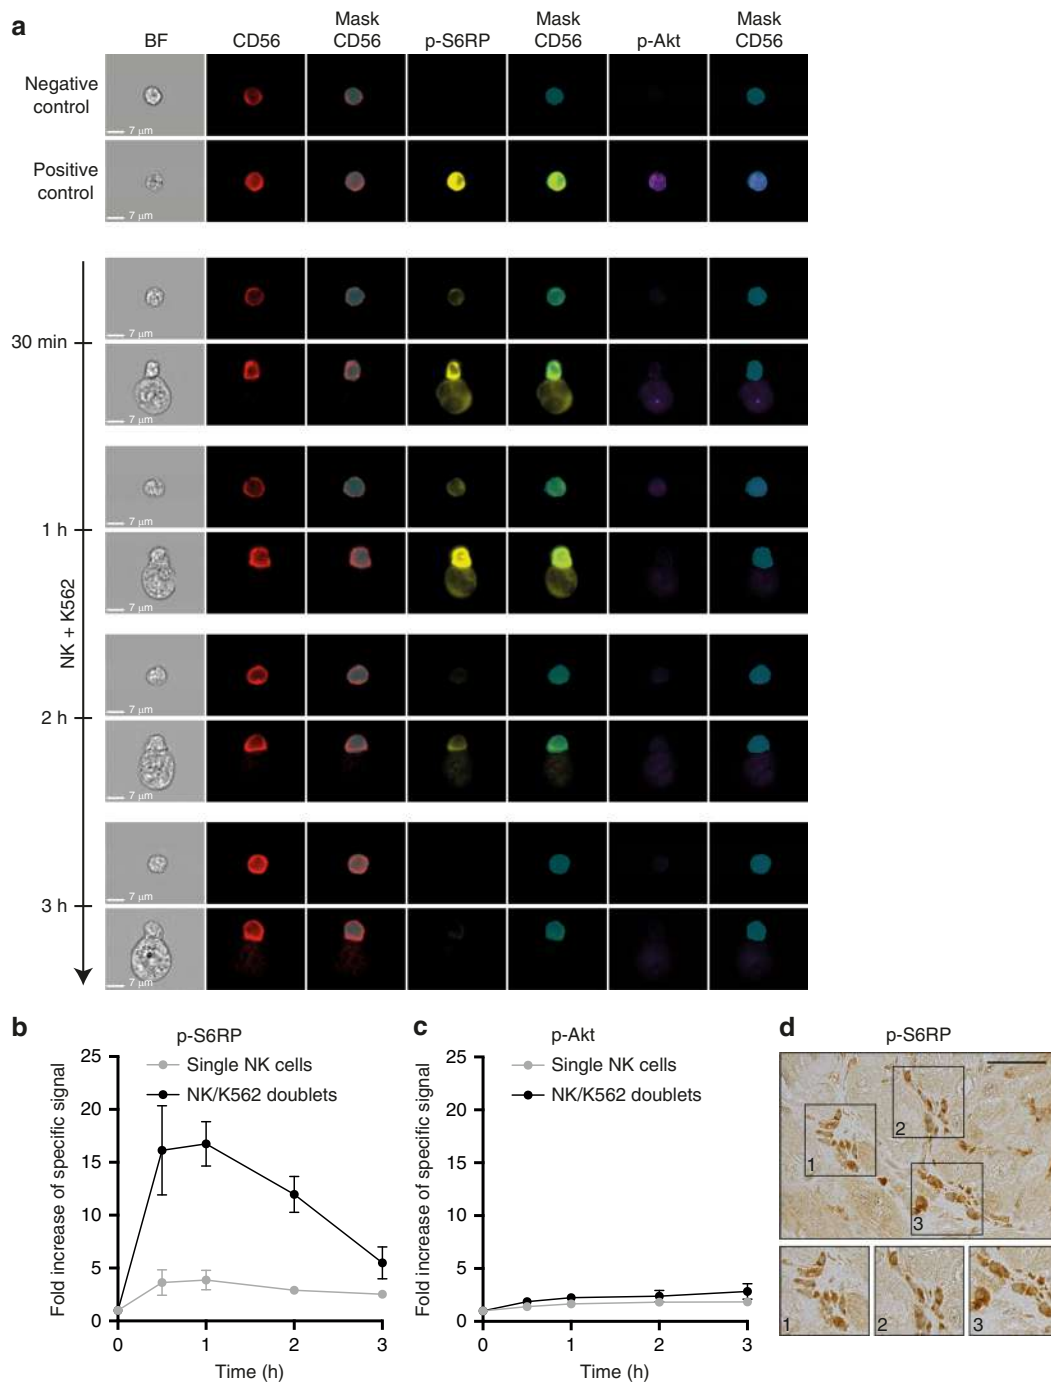 a
BF
CD56
Mask
CD56
p-S6RP
Mask
CD56
p-Akt
Mask
CD56
Negative
control
7 µm
Positive
control
7 µm
NK + K562
30 min
7 µm
7 µm
1 h
7 µm
7 µm
2 h
7 µm
7 µm
3 h
7 µm
7 µm
b
p-S6RP
Fold increase of specific signal
25
20
15
10
5
0
Single NK cells
NK/K562 doublets
0 1 2 3
Time (h)
c
p-Akt
Fold increase of specific signal
25
20
15
10
5
0
Single NK cells
NK/K562 doublets
0 1 2 3
Time (h)
d
p-S6RP
1
2
3
1
2
3